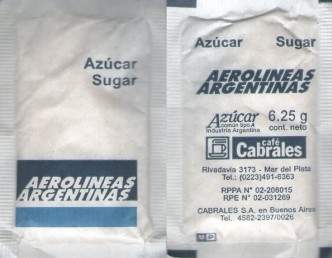 Azúcar
Sugar
AEROLINEAS
ARGENTINAS
Azúcar Sugar
AEROLINEAS
ARGENTINAS
Azúcar 6.25 g
común tipo A cont. neto
Industria Argentina
café
Cabrales
Rivadavia 3173 - Mar del Plata
Tel.: (0223)491-6363
RPPA N° 02-206015
RPE N° 02-031269
CABRALES S.A. en Buenos Aires
Tel. 4582-2397/0026